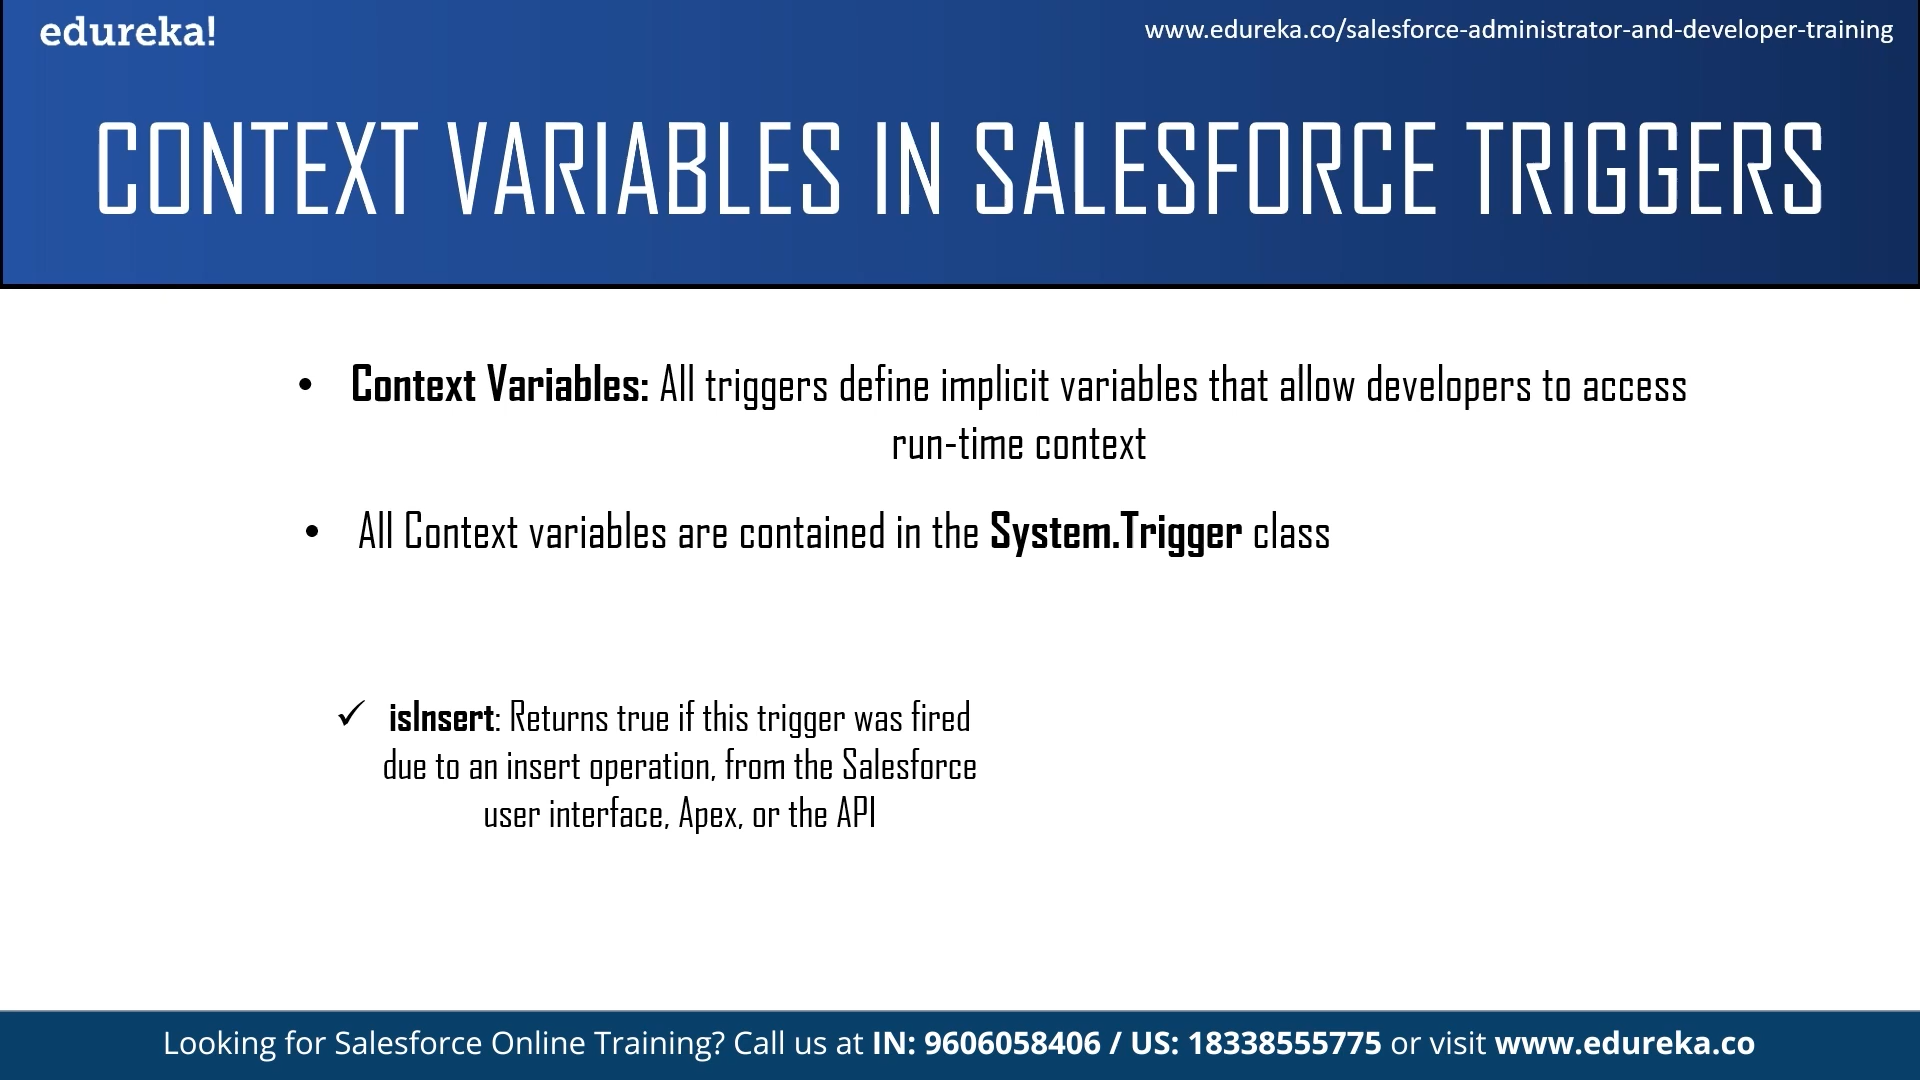 edureka!
www.edureka.co/salesforce-administrator-and-developer-training
CONTEXT VARIABLES IN SALESFORCE TRIGGERS
• Context Variables: All triggers define implicit variables that allow developers to access
run-time context
• All Context variables are contained in the System.Trigger class
✓ isInsert: Returns true if this trigger was fired
due to an insert operation, from the Salesforce
user interface, Apex, or the API
Looking for Salesforce Online Training? Call us at IN: 9606058406 / US: 18338555775 or visit www.edureka.co